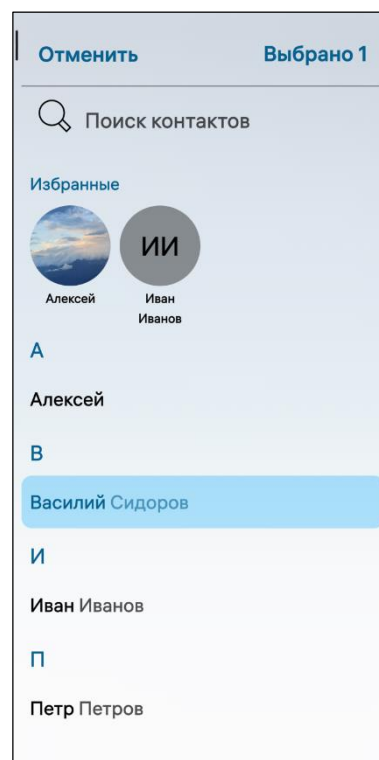 Отменить Выбрано 1
Поиск контактов
Избранные
ИИ
Алексей Иван
Иванов
А
Алексей
В
Василий Сидоров
И
Иван Иванов
П
Петр Петров